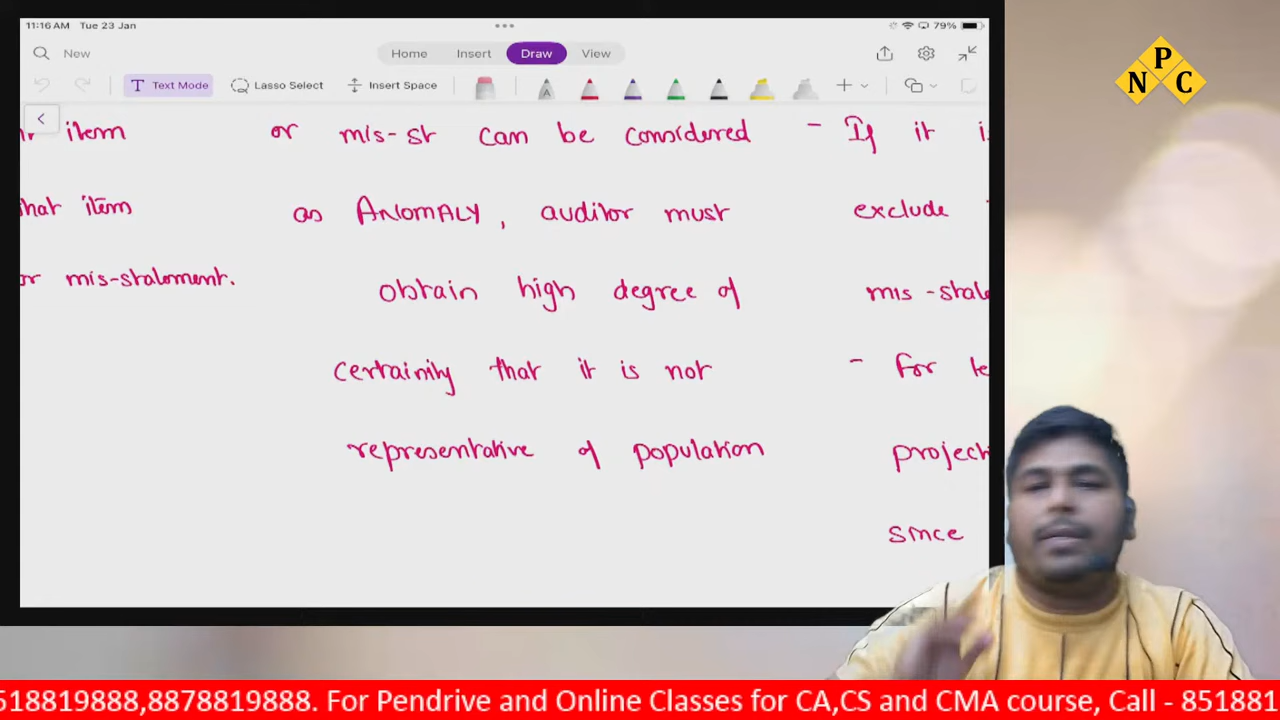 11:16 AM Tue 23 Jan
79%
New
Home Insert Draw View
Text Mode Lasso Select Insert Space
item
that item
or mis-statement.
or mis-st can be considered
as ANOMALY, auditor must
obtain high degree of
certainity that it is not
representative of population
- If it
exclude
mis-state
- for te
project
since
N P C
518819888,8878819888. For Pendrive and Online Classes for CA,CS and CMA course, Call - 851881